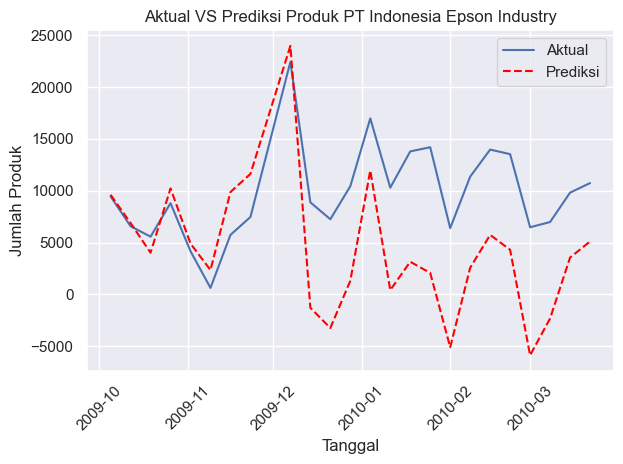 Aktual VS Prediksi Produk PT Indonesia Epson Industry
Aktual
Prediksi
Jumlah Produk
25000
20000
15000
10000
5000
0
−5000
2009-10
2009-11
2009-12
2010-01
2010-02
2010-03
Tanggal